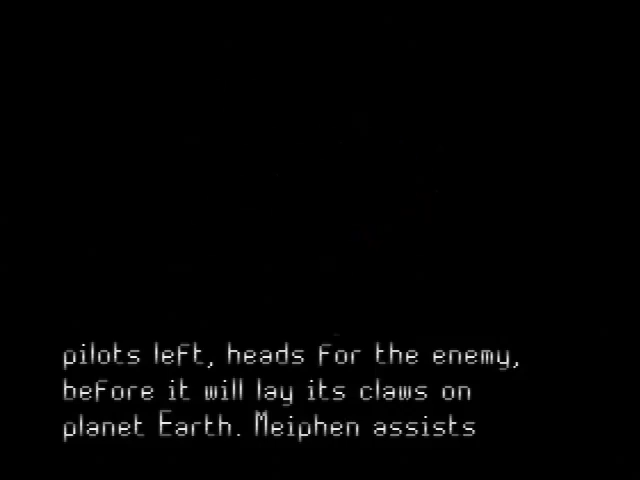 pilots left, heads for the enemy,
before it will lay its claws on
planet Earth. Meiphen assists